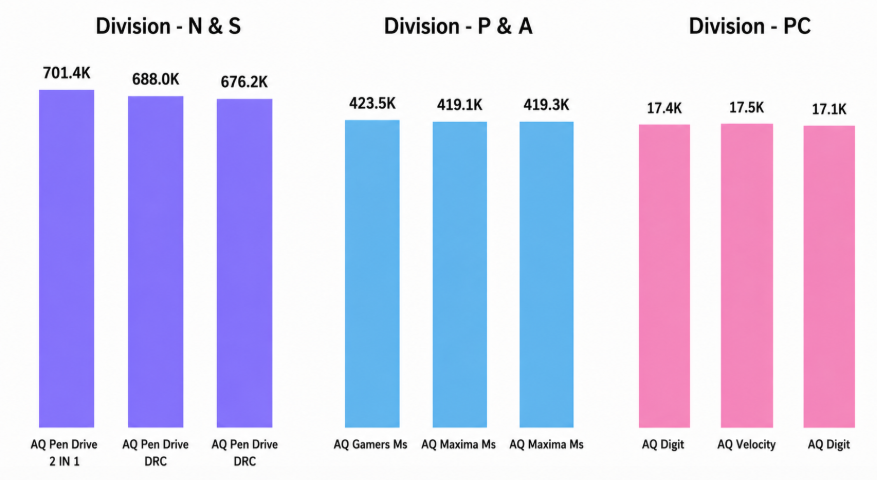 Division - N & S
701.4K
688.0K
676.2K
AQ Pen Drive
2 IN 1
AQ Pen Drive
DRC
AQ Pen Drive
DRC
Division - P & A
423.5K
419.1K
419.3K
AQ Gamers Ms
AQ Maxima Ms
AQ Maxima Ms
Division - PC
17.4K
17.5K
17.1K
AQ Digit
AQ Velocity
AQ Digit